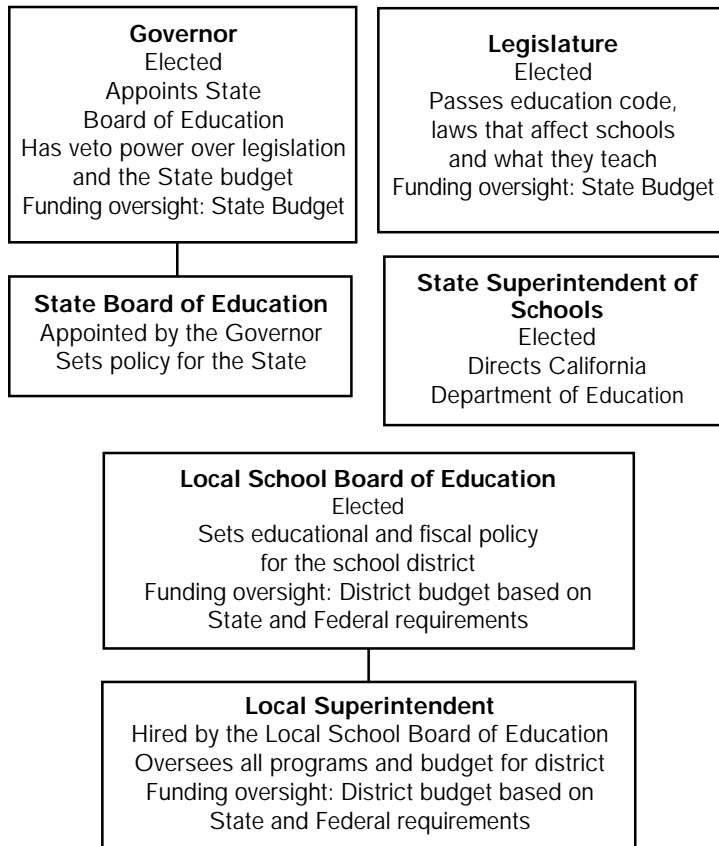 Governor
Elected
Appoints State
Board of Education
Has veto power over legislation
and the State budget
Funding oversight: State Budget
Legislature
Elected
Passes education code,
laws that affect schools
and what they teach
Funding oversight: State Budget
State Board of Education
Appointed by the Governor
Sets policy for the State
State Superintendent of
Schools
Elected
Directs California
Department of Education
Local School Board of Education
Elected
Sets educational and fiscal policy
for the school district
Funding oversight: District budget based on
State and Federal requirements
Local Superintendent
Hired by the Local School Board of Education
Oversees all programs and budget for district
Funding oversight: District budget based on
State and Federal requirements